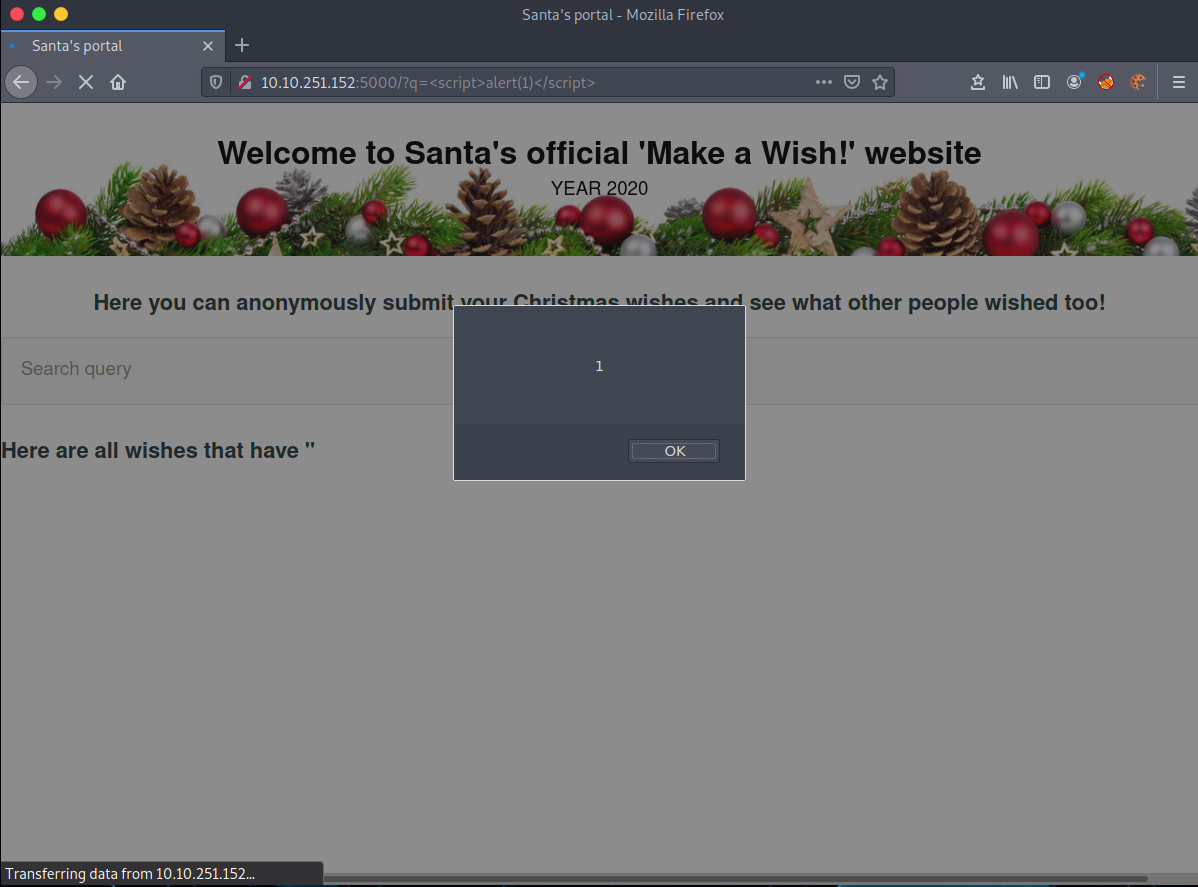 Santa's portal - Mozilla Firefox
Santa's portal
10.10.251.152:5000/?q=<script>alert(1)</script>
Welcome to Santa's official 'Make a Wish!' website
YEAR 2020
Here you can anonymously submit your Christmas wishes and see what other people wished too!
1
Search query
OK
Here are all wishes that have "
Transferring data from 10.10.251.152...